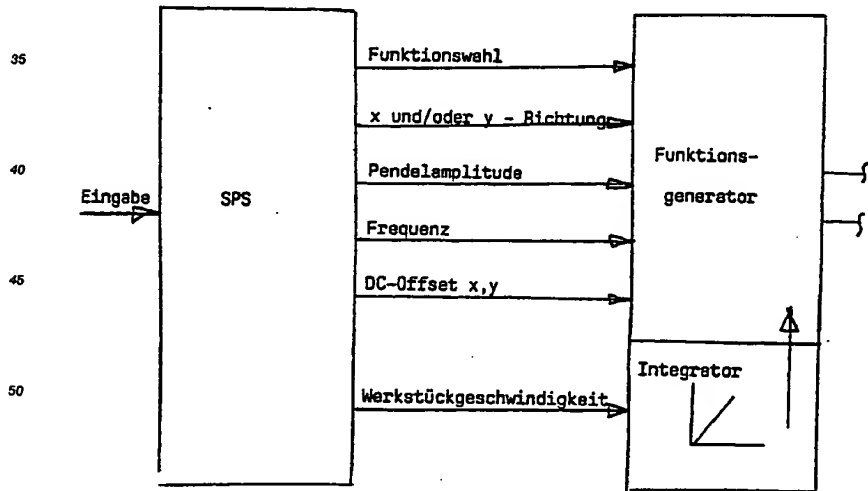 35
Funktionswahl
x und/oder y - Richtung
40
Pendelamplitude
Funktions-
generator
Eingabe
SPS
Frequenz
45
DC-Offset x,y
Integrator
50
Werkstückgeschwindigkeit